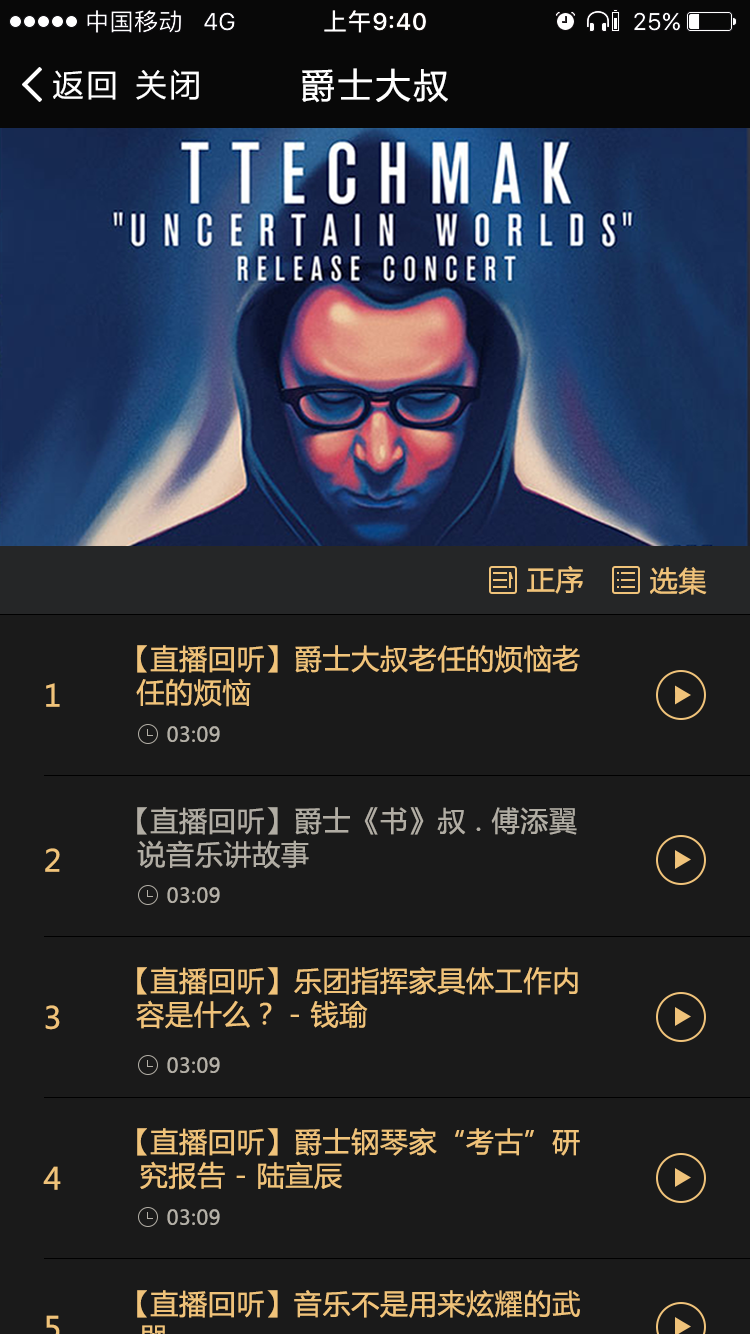 中国移动 4G 上午9:40 25%
返回 关闭 爵士大叔
TTECHMAK
"UNCERTAIN WORLDS"
RELEASE CONCERT
正序 选集
1
【直播回听】爵士大叔老任的烦恼老
任的烦恼
03:09
2
【直播回听】爵士《书》叔 . 傅添翼
说音乐讲故事
03:09
3
【直播回听】乐团指挥家具体工作内
容是什么？ - 钱瑜
03:09
4
【直播回听】爵士钢琴家“考古”研
究报告 - 陆宣辰
03:09
5
【直播回听】音乐不是用来炫耀的武